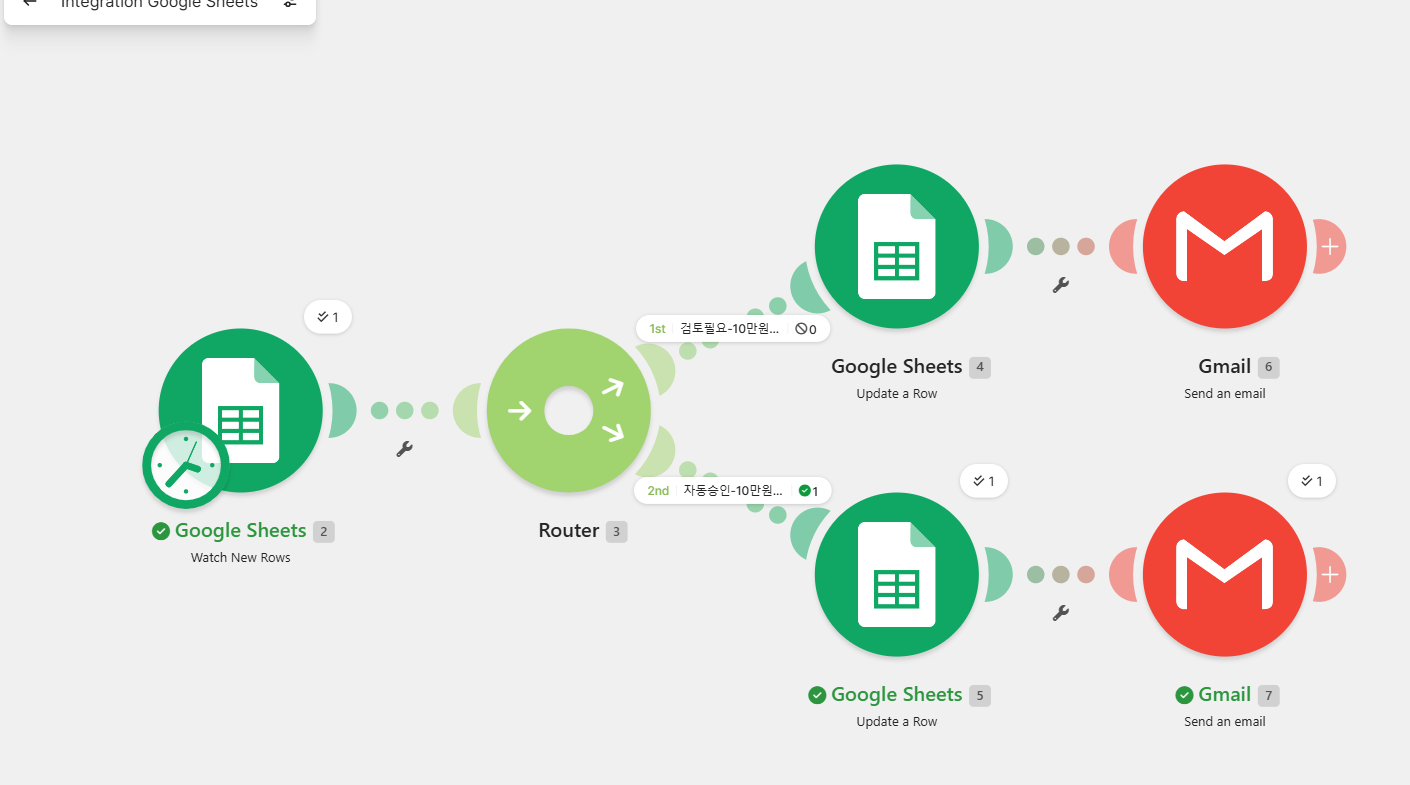 Integration Google Sheets
1
Google Sheets 2
Watch New Rows
Router 3
1st 검토필요-10만원... 0
Google Sheets 4
Update a Row
Gmail 6
Send an email
2nd 자동승인-10만원... 1
1
Google Sheets 5
Update a Row
1
Gmail 7
Send an email